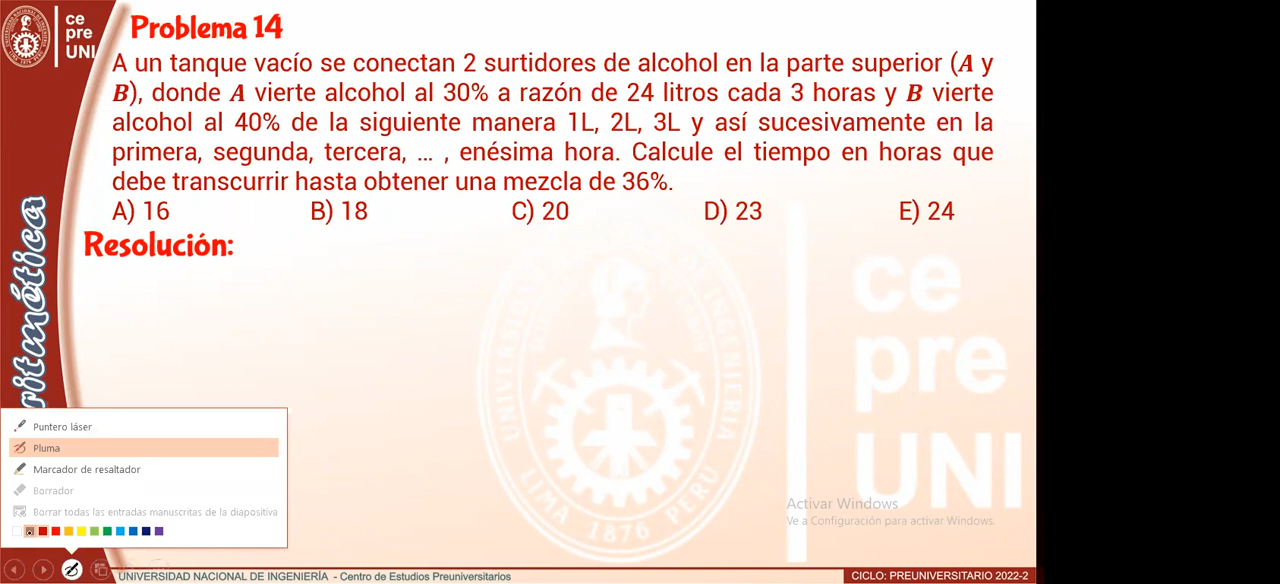 ce
pre
UNI
Problema 14
A un tanque vacío se conectan 2 surtidores de alcohol en la parte superior (A y
B), donde A vierte alcohol al 30% a razón de 24 litros cada 3 horas y B vierte
alcohol al 40% de la siguiente manera 1L, 2L, 3L y así sucesivamente en la
primera, segunda, tercera, ... , enésima hora. Calcule el tiempo en horas que
debe transcurrir hasta obtener una mezcla de 36%.
A) 16 B) 18 C) 20 D) 23 E) 24
Resolución:
ritmética
ce
pre
UNI
LIMA 1876 PERU
Puntero láser
Pluma
Marcador de resaltador
Borrador
Borrar todas las entradas manuscritas de la diapositiva
Activar Windows
Ve a Configuración para activar Windows.
UNIVERSIDAD NACIONAL DE INGENIERÍA - Centro de Estudios Preuniversitarios
CICLO: PREUNIVERSITARIO 2022-2